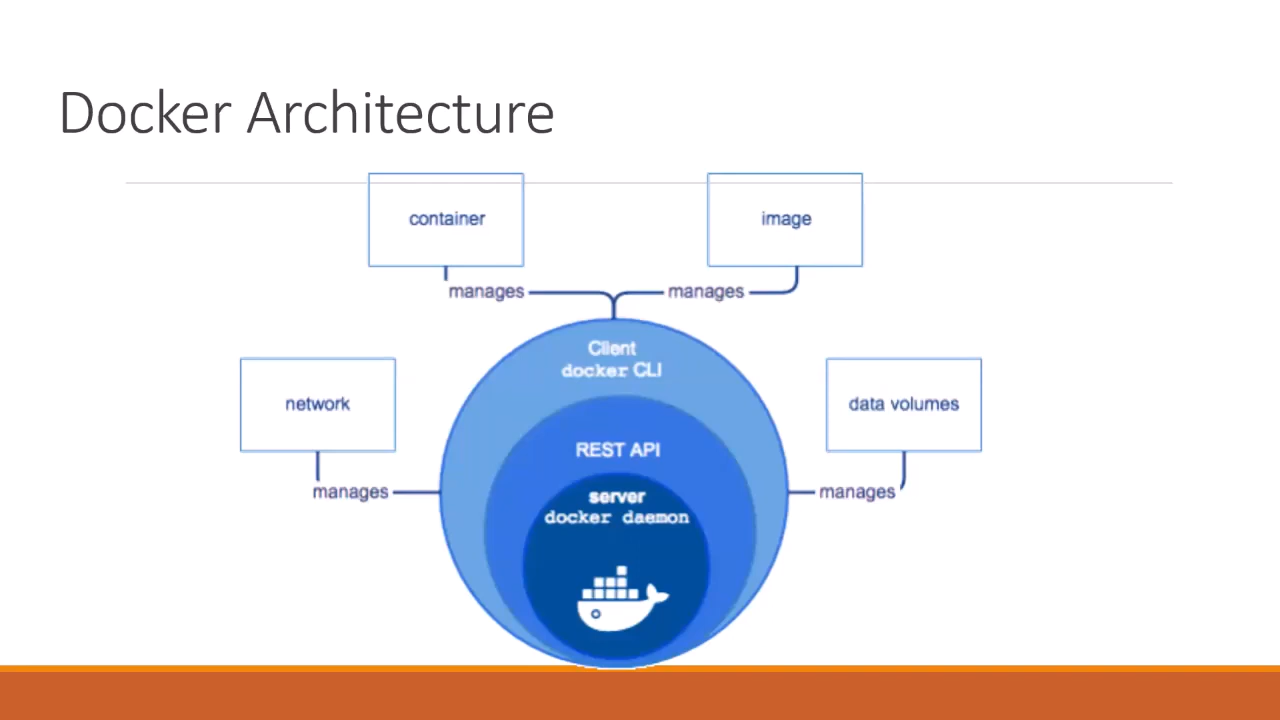 Docker Architecture
container
image
manages
manages
Client
docker CLI
network
data volumes
REST API
manages
server
manages
docker daemon